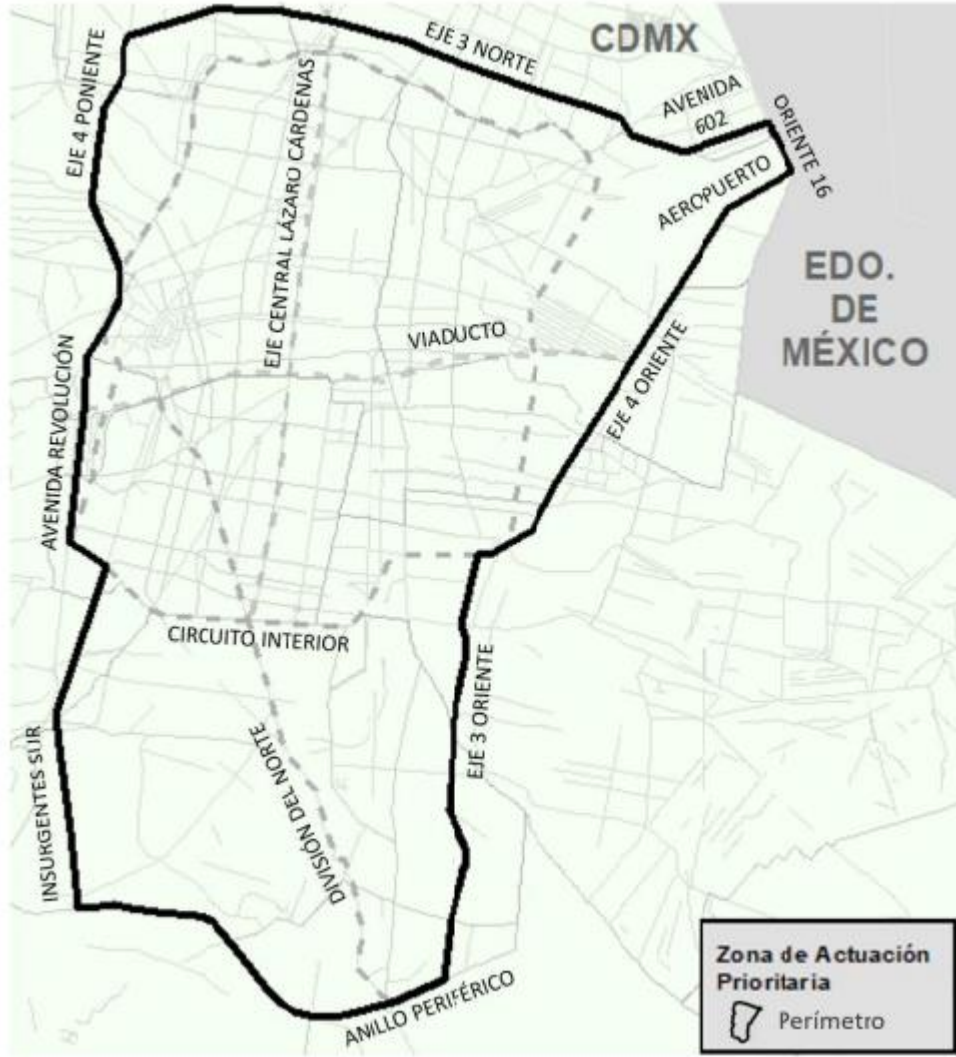 CDMX
EJE 3 NORTE
AVENIDA
602
ORIENTE 16
EJE 4 PONIENTE
EJE CENTRAL LÁZARO CARDENAS
AEROPUERTO
EDO.
DE
MÉXICO
VIADUCTO
AVENIDA REVOLUCIÓN
EJE 4 ORIENTE
CIRCUITO INTERIOR
EJE 3 ORIENTE
INSURGENTES SUR
DIVISIÓN DEL NORTE
ANILLO PERIFÉRICO
Zona de Actuación
Prioritaria
Perímetro